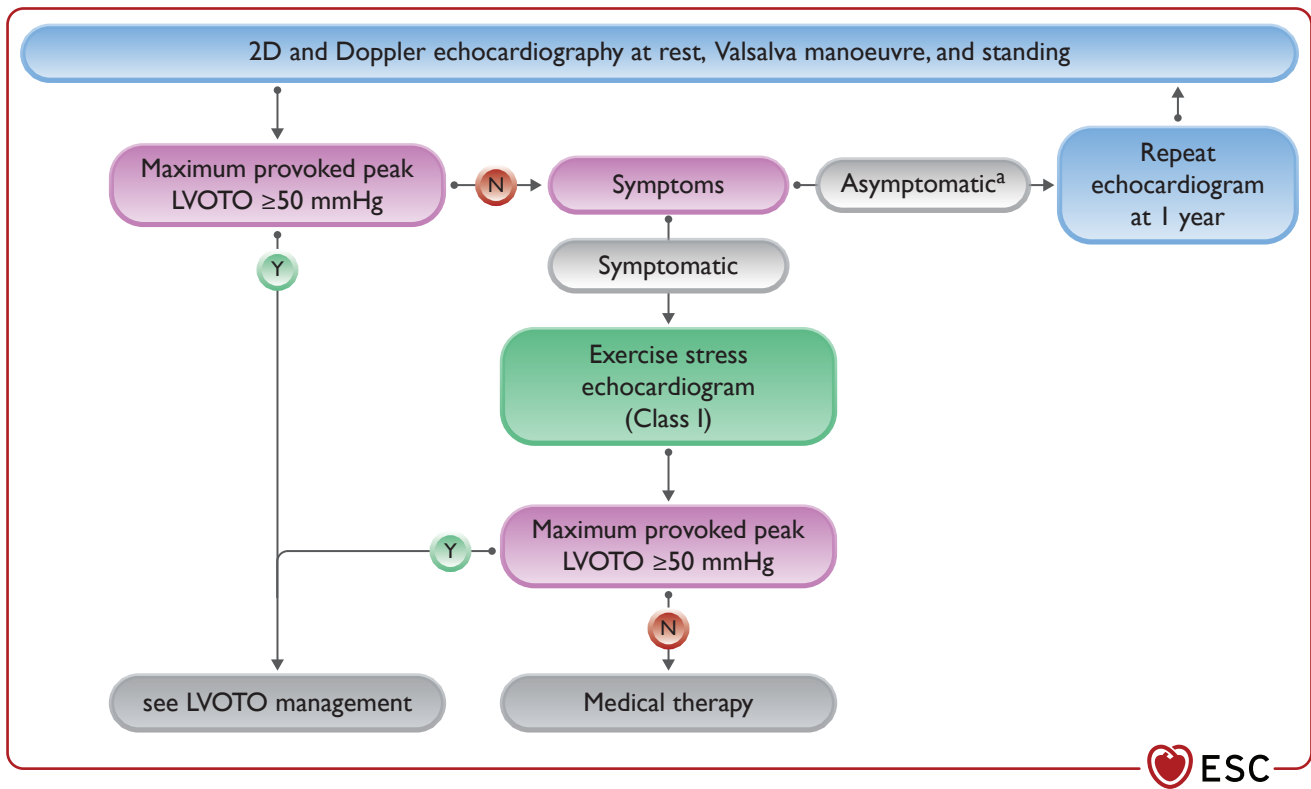 2D and Doppler echocardiography at rest, Valsalva manoeuvre, and standing
Maximum provoked peak
LVOTO ≥50 mmHg
N
Symptoms
Asymptomaticᵃ
Repeat
echocardiogram
at 1 year
Y
Symptomatic
Exercise stress
echocardiogram
(Class I)
Maximum provoked peak
LVOTO ≥50 mmHg
Y
N
see LVOTO management
Medical therapy
ESC